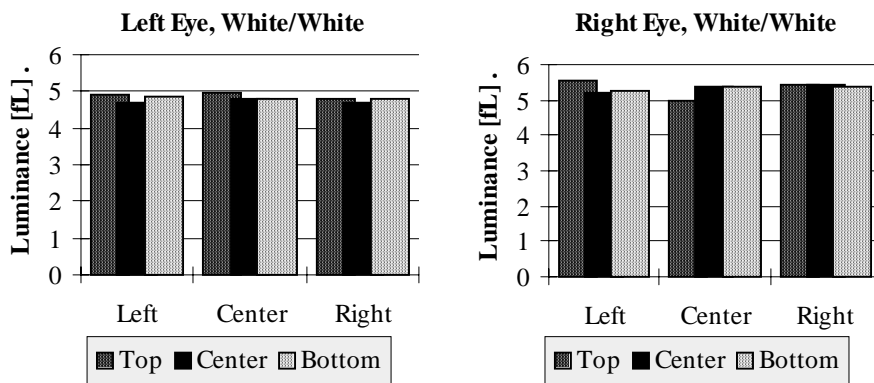 Left Eye, White/White
Luminance [fL] .
6
5
4
3
2
1
0
Left Center Right
Top Center Bottom
Right Eye, White/White
Luminance [fL] .
6
5
4
3
2
1
0
Left Center Right
Top Center Bottom